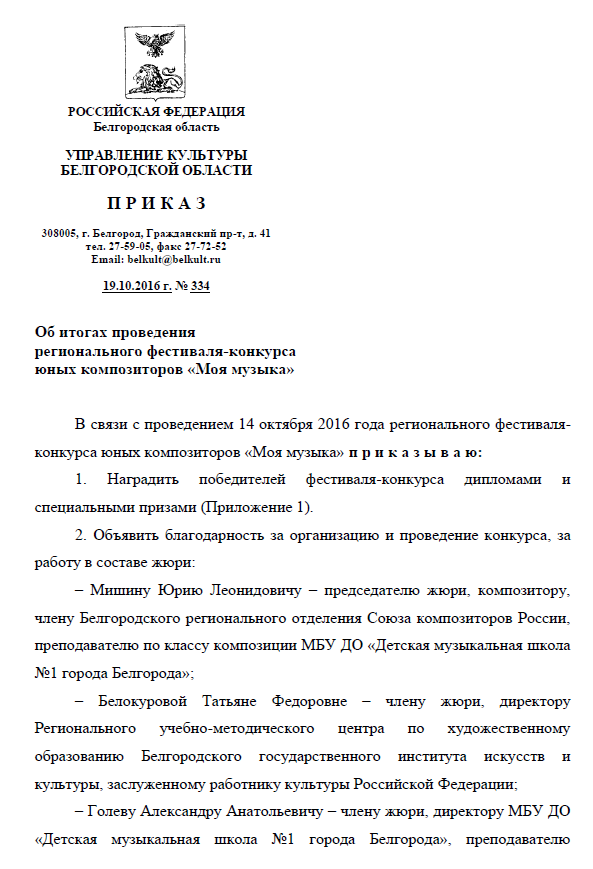 РОССИЙСКАЯ ФЕДЕРАЦИЯ
Белгородская область
УПРАВЛЕНИЕ КУЛЬТУРЫ
БЕЛГОРОДСКОЙ ОБЛАСТИ
П Р И К А З
308005, г. Белгород, Гражданский пр-т, д. 41
тел. 27-59-05, факс 27-72-52
Email: belkult@belkult.ru
19.10.2016 г. № 334
Об итогах проведения
регионального фестиваля-конкурса
юных композиторов «Моя музыка»
В связи с проведением 14 октября 2016 года регионального фестиваля-
конкурса юных композиторов «Моя музыка» п р и к а з ы в а ю:
1. Наградить победителей фестиваля-конкурса дипломами и
специальными призами (Приложение 1).
2. Объявить благодарность за организацию и проведение конкурса, за
работу в составе жюри:
– Мишину Юрию Леонидовичу – председателю жюри, композитору,
члену Белгородского регионального отделения Союза композиторов России,
преподавателю по классу композиции МБУ ДО «Детская музыкальная школа
№1 города Белгорода»;
– Белокуровой Татьяне Федоровне – члену жюри, директору
Регионального учебно-методического центра по художественному
образованию Белгородского государственного института искусств и
культуры, заслуженному работнику культуры Российской Федерации;
– Голеву Александру Анатольевичу – члену жюри, директору МБУ ДО
«Детская музыкальная школа №1 города Белгорода», преподавателю